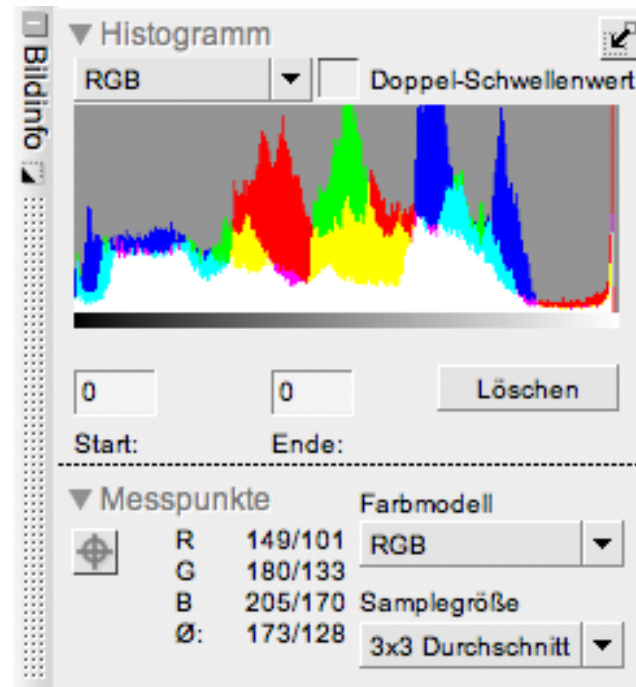 Bildinfo
Histogramm
RGB
Doppel-Schwellenwert
0 0 Löschen
Start: Ende:
Messpunkte
Farbmodell
R 149/101 RGB
G 180/133
B 205/170 Samplegröße
Ø: 173/128 3x3 Durchschnitt